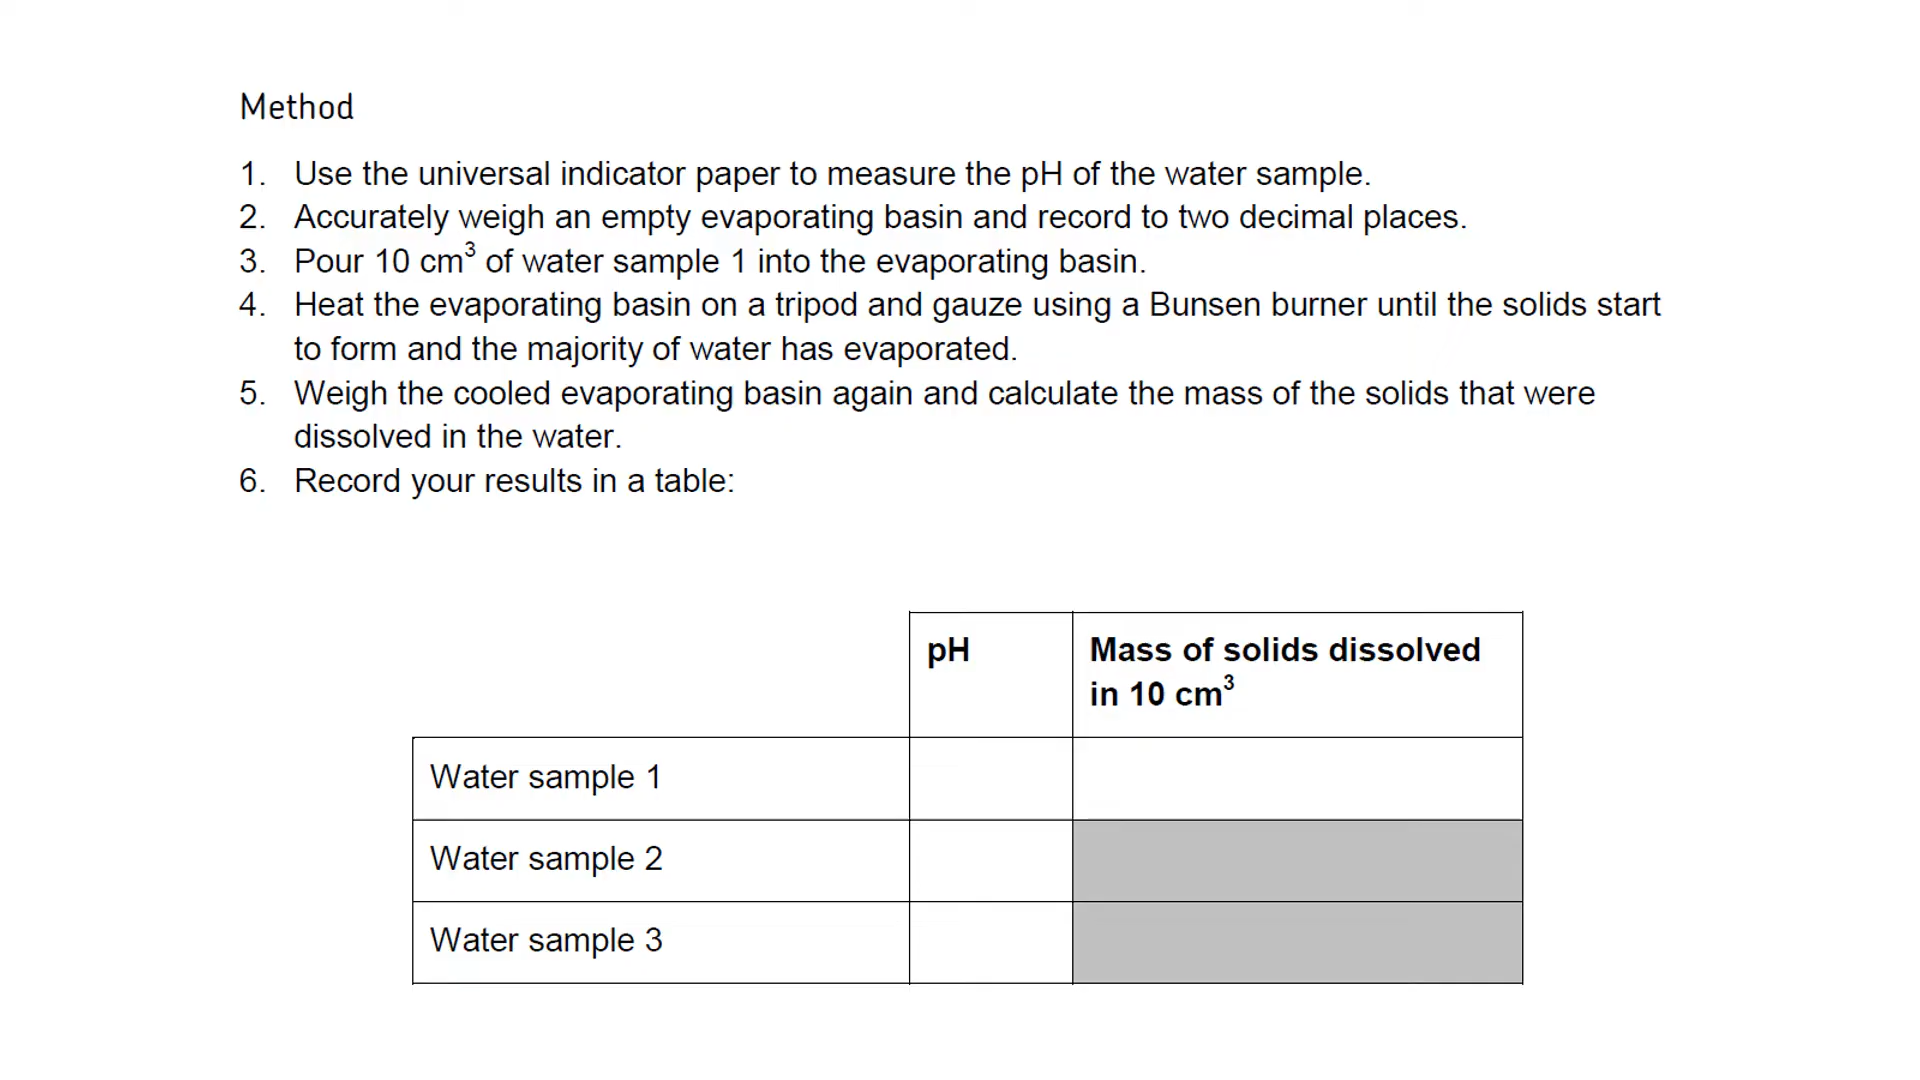 Method
1. Use the universal indicator paper to measure the pH of the water sample.
2. Accurately weigh an empty evaporating basin and record to two decimal places.
3. Pour 10 cm³ of water sample 1 into the evaporating basin.
4. Heat the evaporating basin on a tripod and gauze using a Bunsen burner until the solids start
to form and the majority of water has evaporated.
5. Weigh the cooled evaporating basin again and calculate the mass of the solids that were
dissolved in the water.
6. Record your results in a table:
pH
Mass of solids dissolved
in 10 cm³
Water sample 1
Water sample 2
Water sample 3